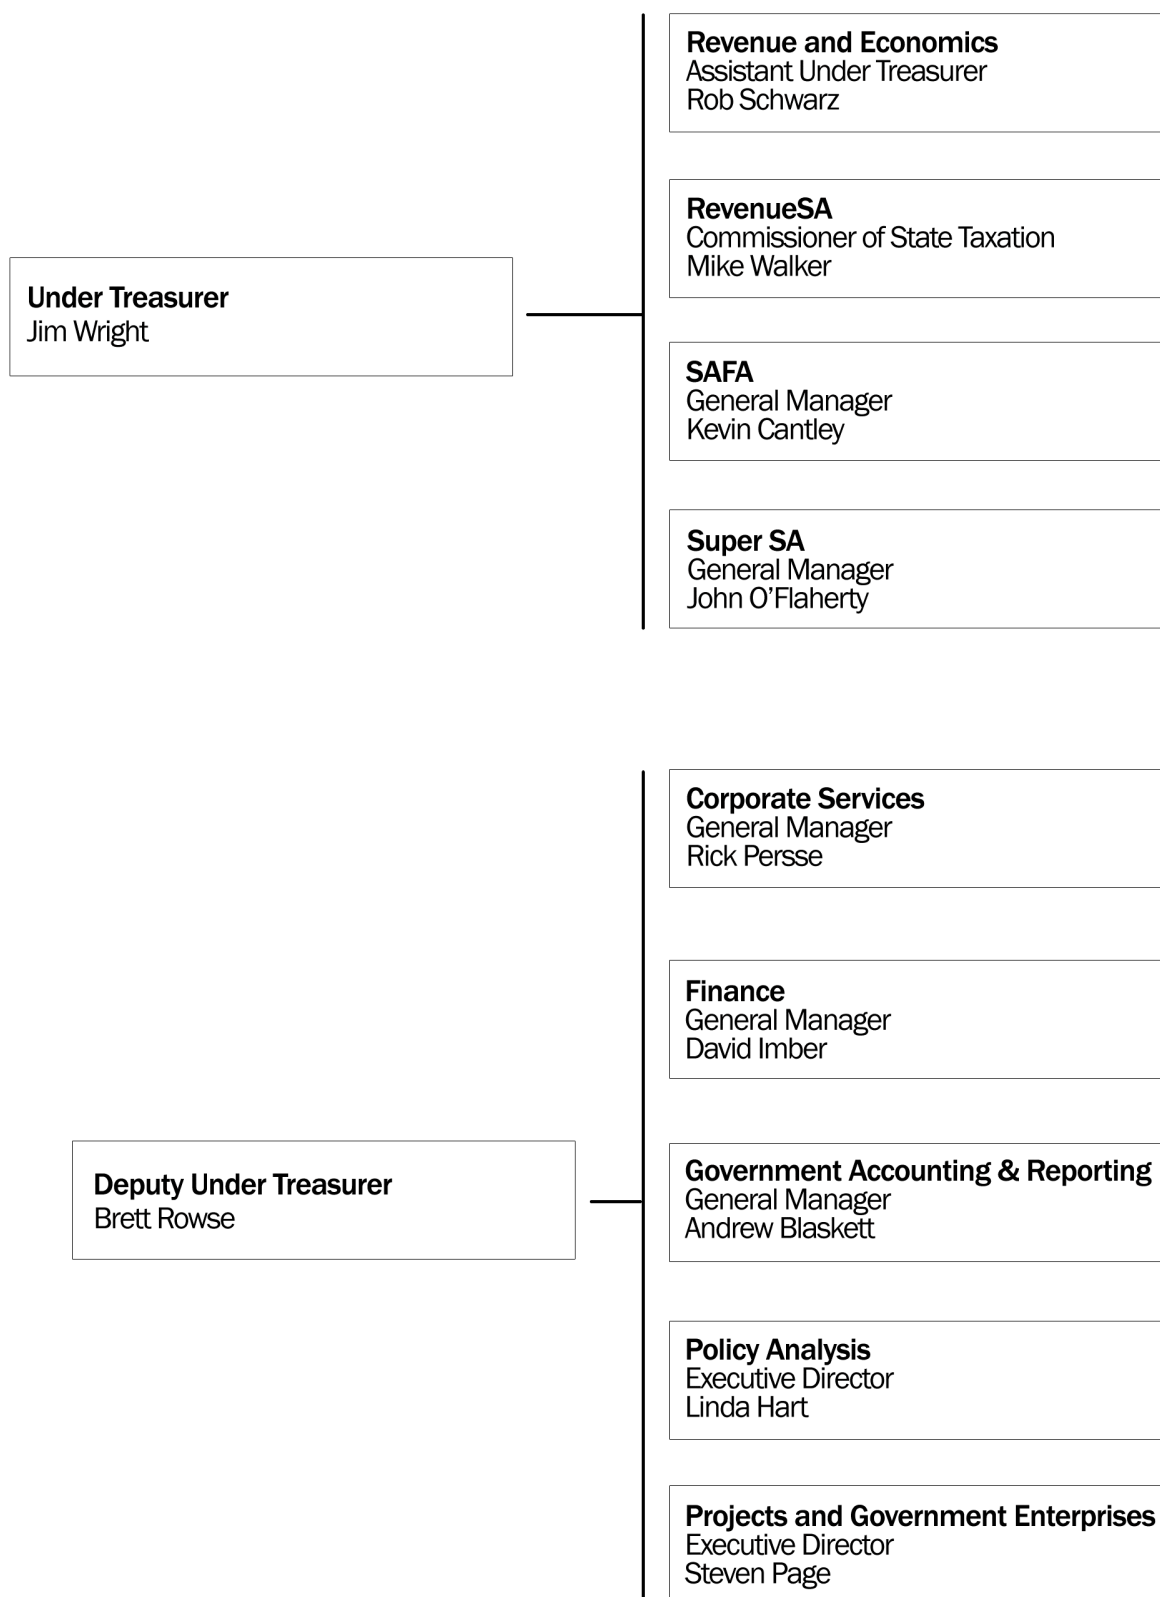 Revenue and Economics
Assistant Under Treasurer
Rob Schwarz
RevenueSA
Commissioner of State Taxation
Mike Walker
Under Treasurer
Jim Wright
SAFA
General Manager
Kevin Cantley
Super SA
General Manager
John O’Flaherty
Corporate Services
General Manager
Rick Persse
Finance
General Manager
David Imber
Deputy Under Treasurer
Brett Rowse
Government Accounting & Reporting
General Manager
Andrew Blaskett
Policy Analysis
Executive Director
Linda Hart
Projects and Government Enterprises
Executive Director
Steven Page